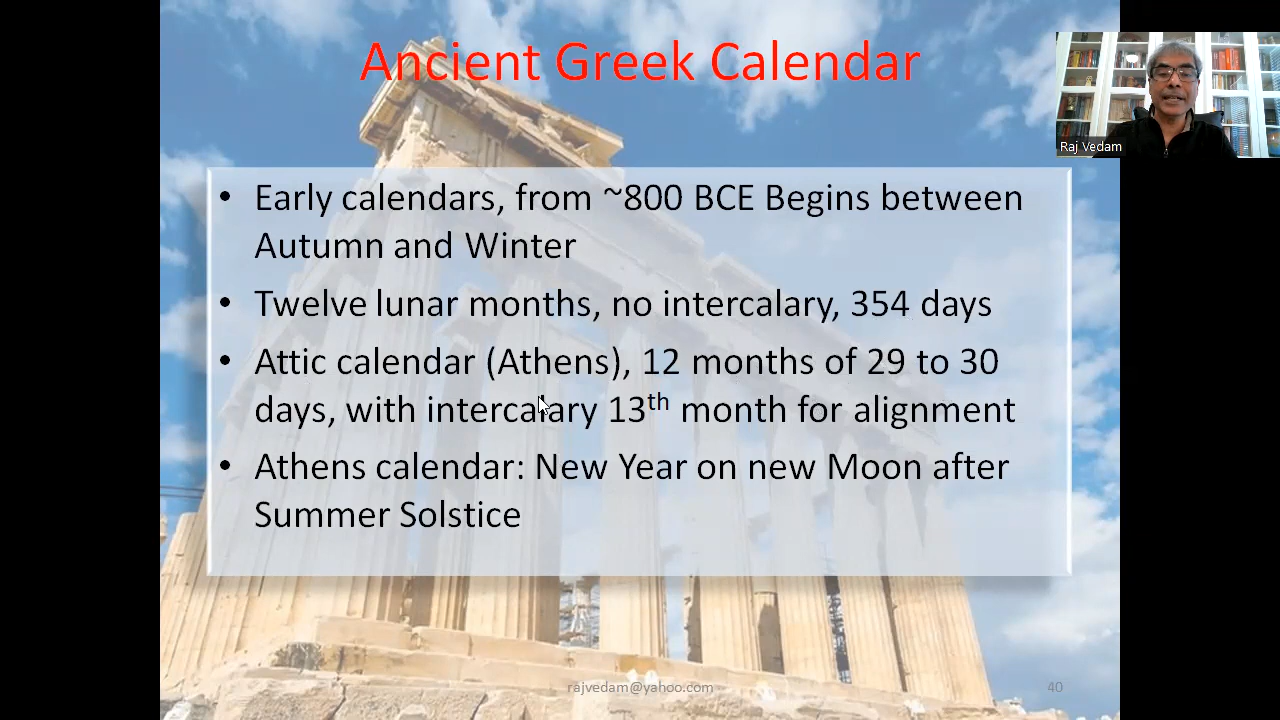 Ancient Greek Calendar
Raj Vedam
• Early calendars, from ~800 BCE Begins between
Autumn and Winter
• Twelve lunar months, no intercalary, 354 days
• Attic calendar (Athens), 12 months of 29 to 30
days, with intercalary 13th month for alignment
• Athens calendar: New Year on new Moon after
Summer Solstice
rajvedam@yahoo.com
40